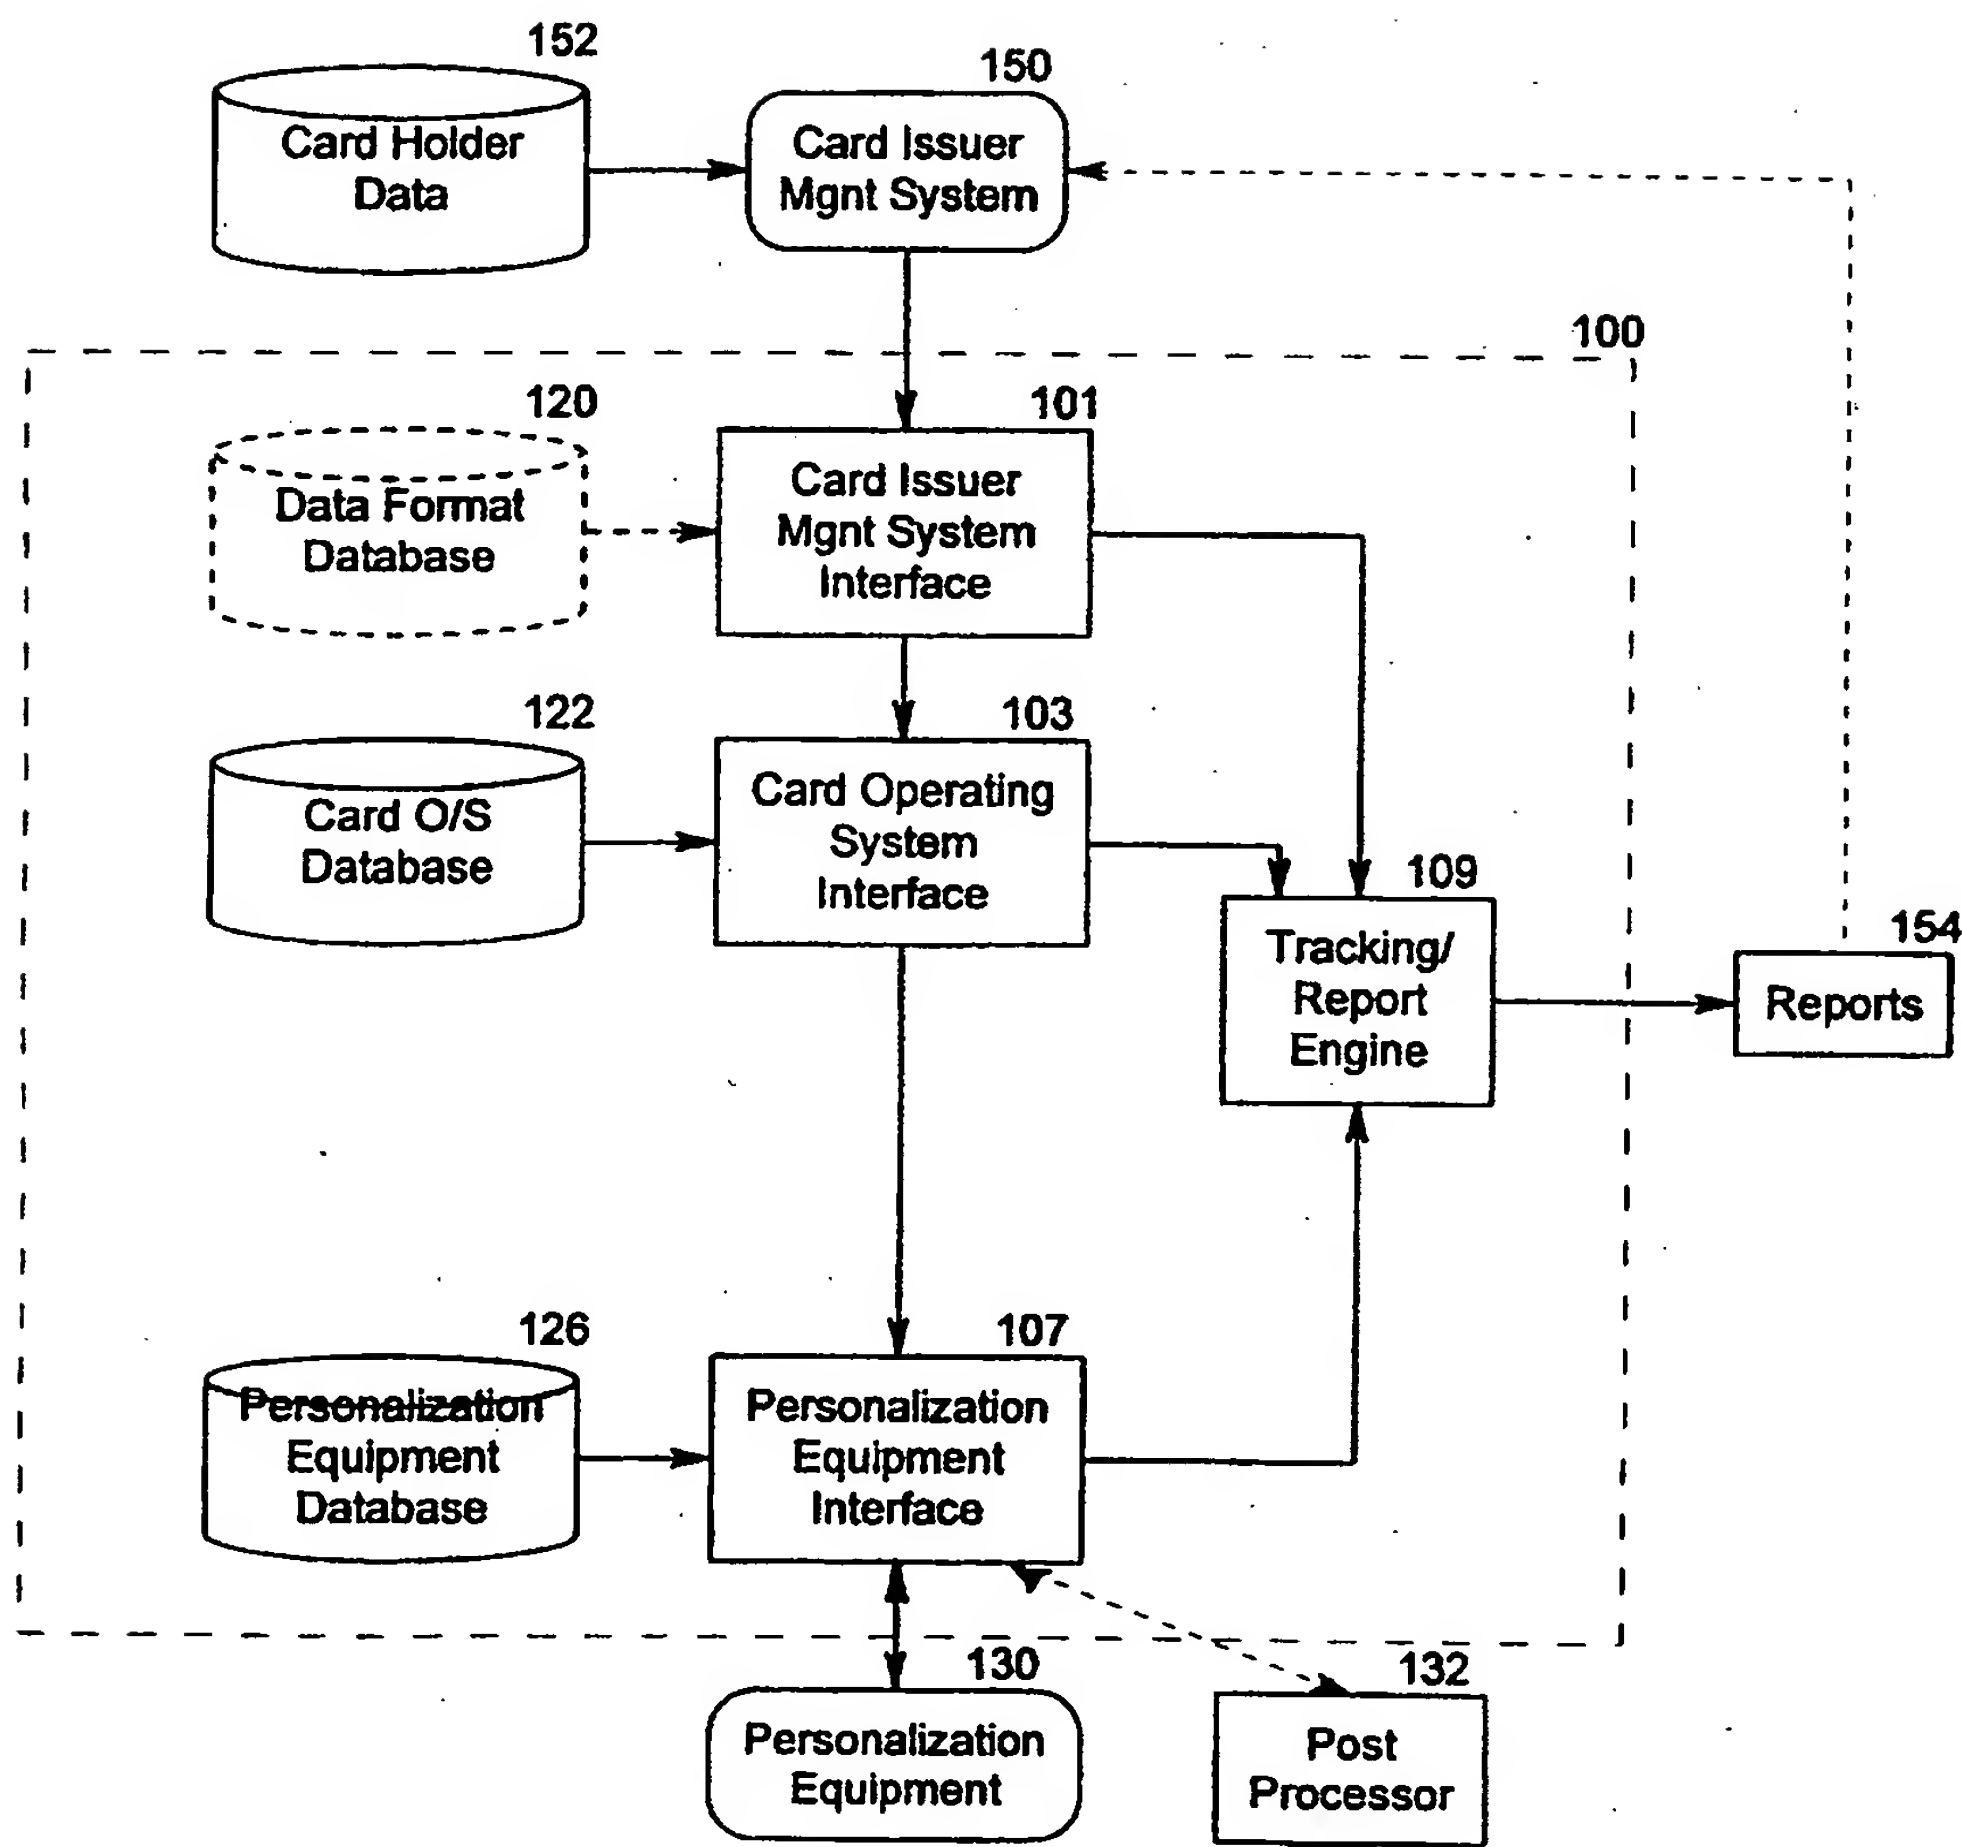 152
Card Holder
Data
150
Card Issuer
Mgnt System
100
120
Data Format
Database
101
Card Issuer
Mgnt System
Interface
122
Card O/S
Database
103
Card Operating
System
Interface
109
Tracking/
Report
Engine
154
Reports
126
Personalization
Equipment
Database
107
Personalization
Equipment
Interface
130
Personalization
Equipment
132
Post
Processor